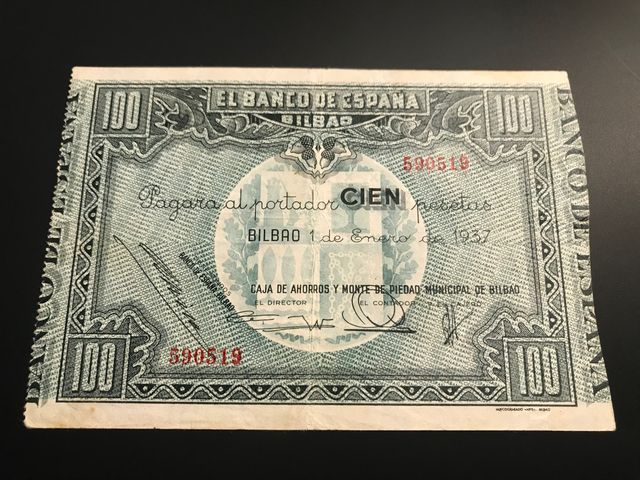 100 EL BANCO DE ESPAÑA 100
BILBAO
590519
Pagará al portador CIEN pesetas
BILBAO 1 de Enero de 1937
CAJA DE AHORROS Y MONTE DE PIEDAD MUNICIPAL DE BILBAO
EL DIRECTOR EL CONTADOR
590519
100 100
BANCO DE ESPAÑA
BANCO DE ESPAÑA